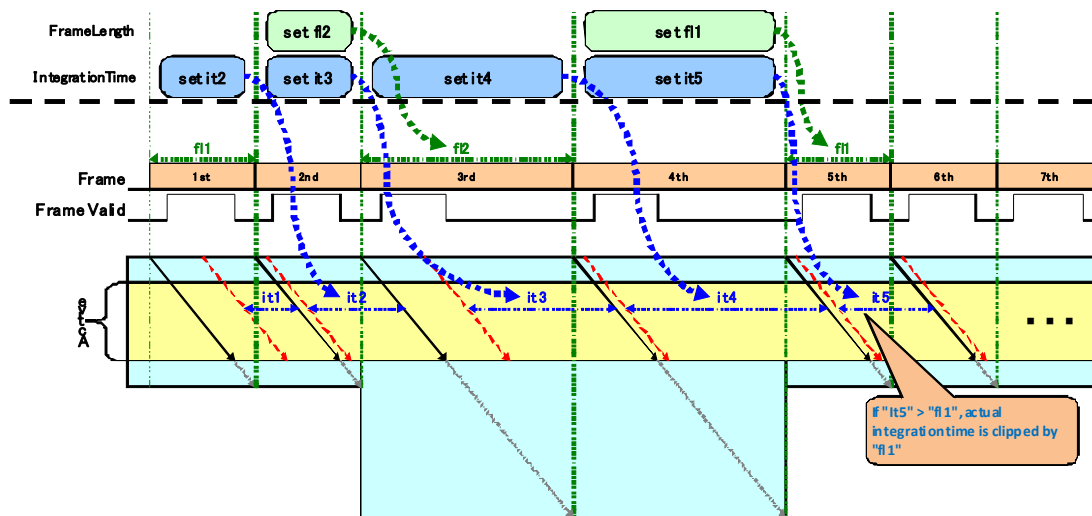 FrameLength
set fl2
set fl1
IntegrationTime
set it2
set it3
set it4
set it5
fl1
fl2
fl1
Frame
1st
2nd
3rd
4th
5th
6th
7th
Frame Valid
it1
it2
it3
it4
it5
ecrcA
...
If "It5" > "fl1", actual
integration time is clipped by
"fl1"